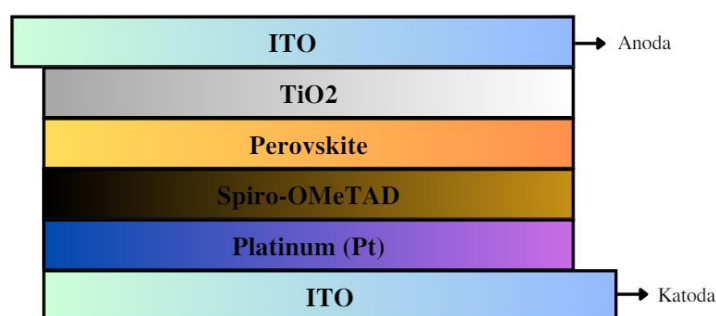 ITO
Anoda
TiO2
Perovskite
Spiro-OMeTAD
Platinum (Pt)
ITO
Katoda